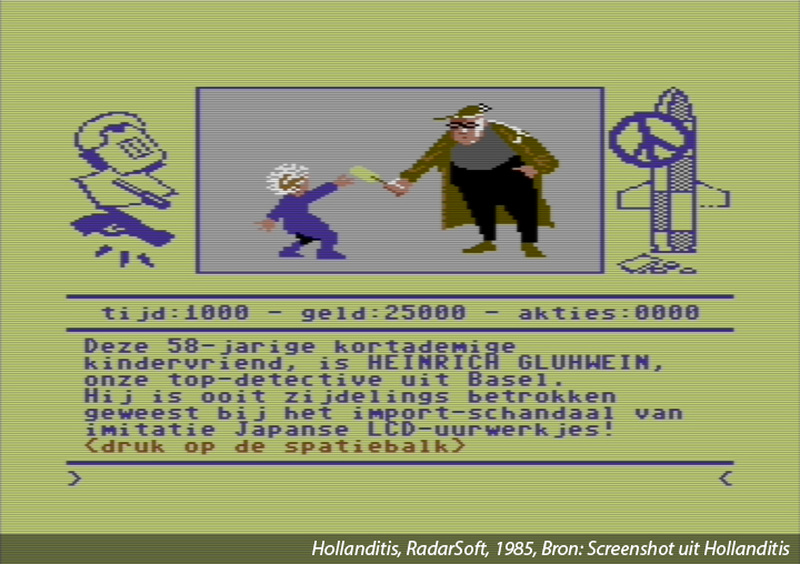 tijd:1000 - geld:25000 - akties:0000
Deze 58-jarige kortademige
kindervriend, is HEINRICH GLUHWEIN,
onze top-detective uit Basel.
Hij is ooit zijdelings betrokken
geweest bij het import-schandaal van
imitatie Japanse LCD-uurwerkjes!
<druk op de spatiebalk>
> <
Hollanditis, RadarSoft, 1985, Bron: Screenshot uit Hollanditis